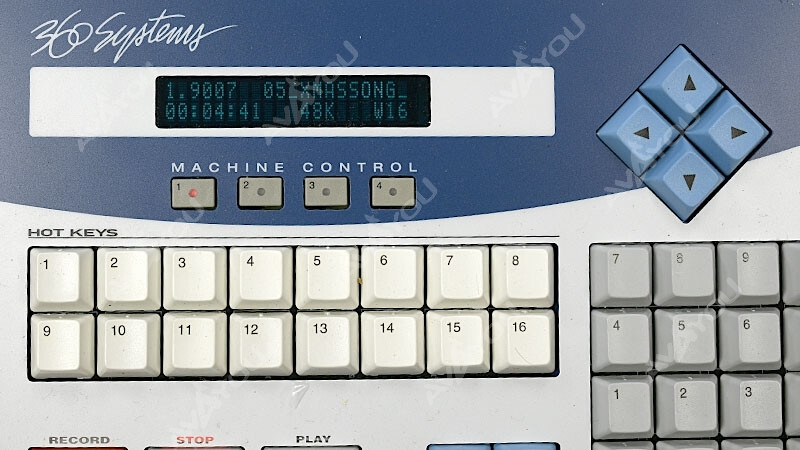 360 Systems
1.9007 051XMASSONG_
00:04:41 48K W16
MACHINE CONTROL
1 2 3 4
HOT KEYS
1 2 3 4 5 6 7 8
9 10 11 12 13 14 15 16
7 8 9
4 5 6
1 2 3
RECORD STOP PLAY
AVAYOU